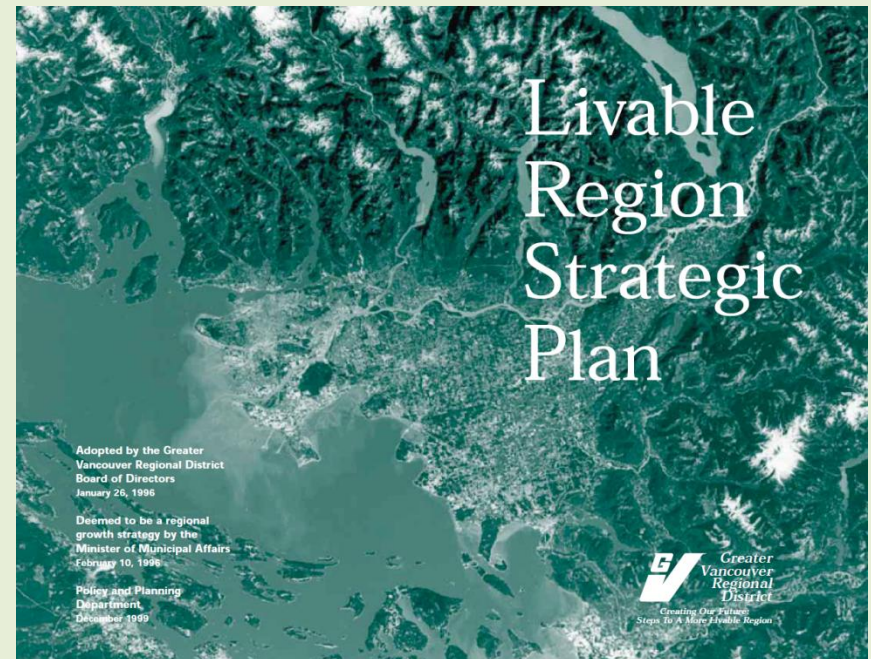 Livable
Region
Strategic
Plan
Adopted by the Greater
Vancouver Regional District
Board of Directors
January 26, 1996
Deemed to be a regional
growth strategy by the
Minister of Municipal Affairs
February 10, 1996
Policy and Planning
Department
December 1999
GV
Greater
Vancouver
Regional
District
Creating Our Future:
Steps To A More Livable Region